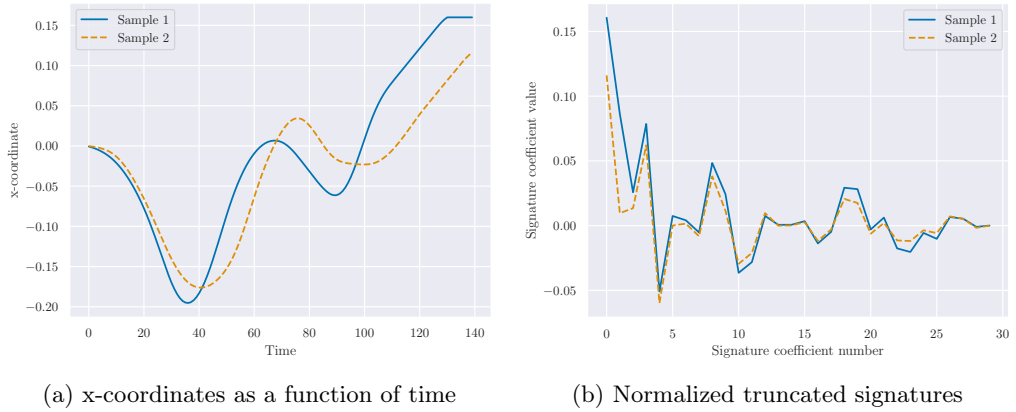 Sample 1
Sample 2
0.15
0.10
0.05
0.00
−0.05
−0.10
−0.15
−0.20
x-coordinate
0 20 40 60 80 100 120 140
Time
(a) x-coordinates as a function of time
Sample 1
Sample 2
0.15
0.10
0.05
0.00
−0.05
Signature coefficient value
0 5 10 15 20 25 30
Signature coefficient number
(b) Normalized truncated signatures